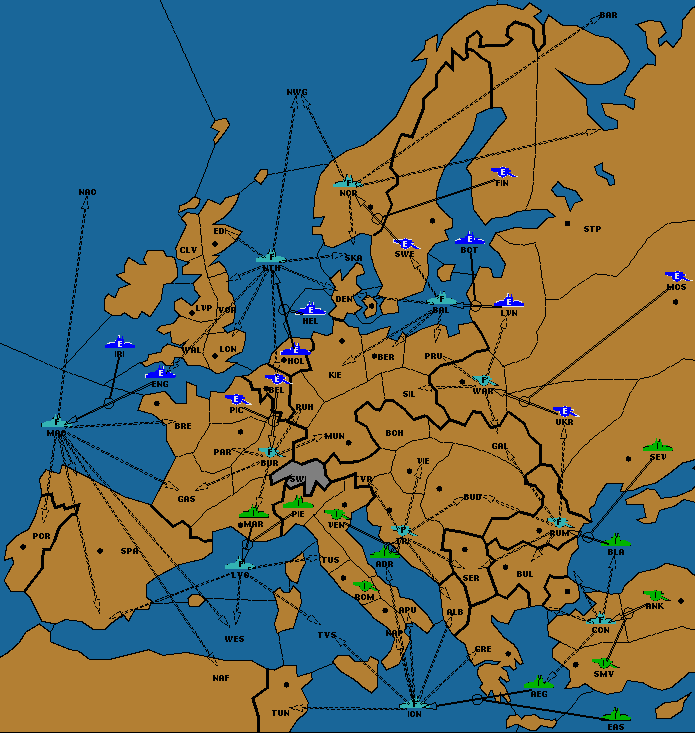 BAR
NWG
FIN
NAO
NOR
STP
EDI
CLV
SKA
SWE
BOT
NTH
MOS
DEN
BAL
LVN
LVP
YOR
HEL
IRI
WAL
LON
HOL
BER
PRU
ENG
BEL
KIE
SIL
WAR
PIC
RUH
UKR
MAO
BRE
MUN
BOH
GAL
PAR
BUR
VIE
SEV
SWI
TYR
GAS
BUD
MAR
PIE
VEN
RUM
POR
SPA
TRI
BLA
LYO
TUS
ADR
SER
BUL
ROM
ANK
APU
ALB
CON
WES
TYS
NAP
GRE
NAF
SMY
AEG
TUN
ION
EAS